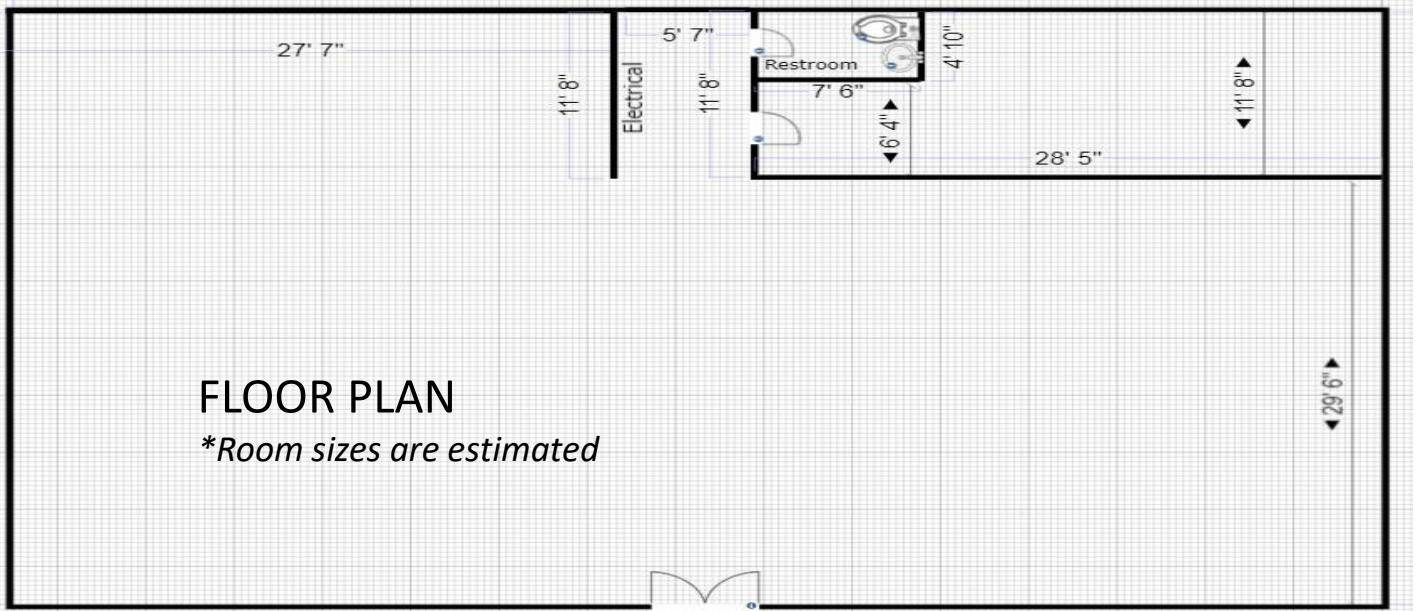 27' 7"
5' 7"
11' 8"
Electrical
11' 8"
Restroom
4' 10"
7' 6"
6' 4"
11' 8"
28' 5"
FLOOR PLAN
*Room sizes are estimated
29' 6"